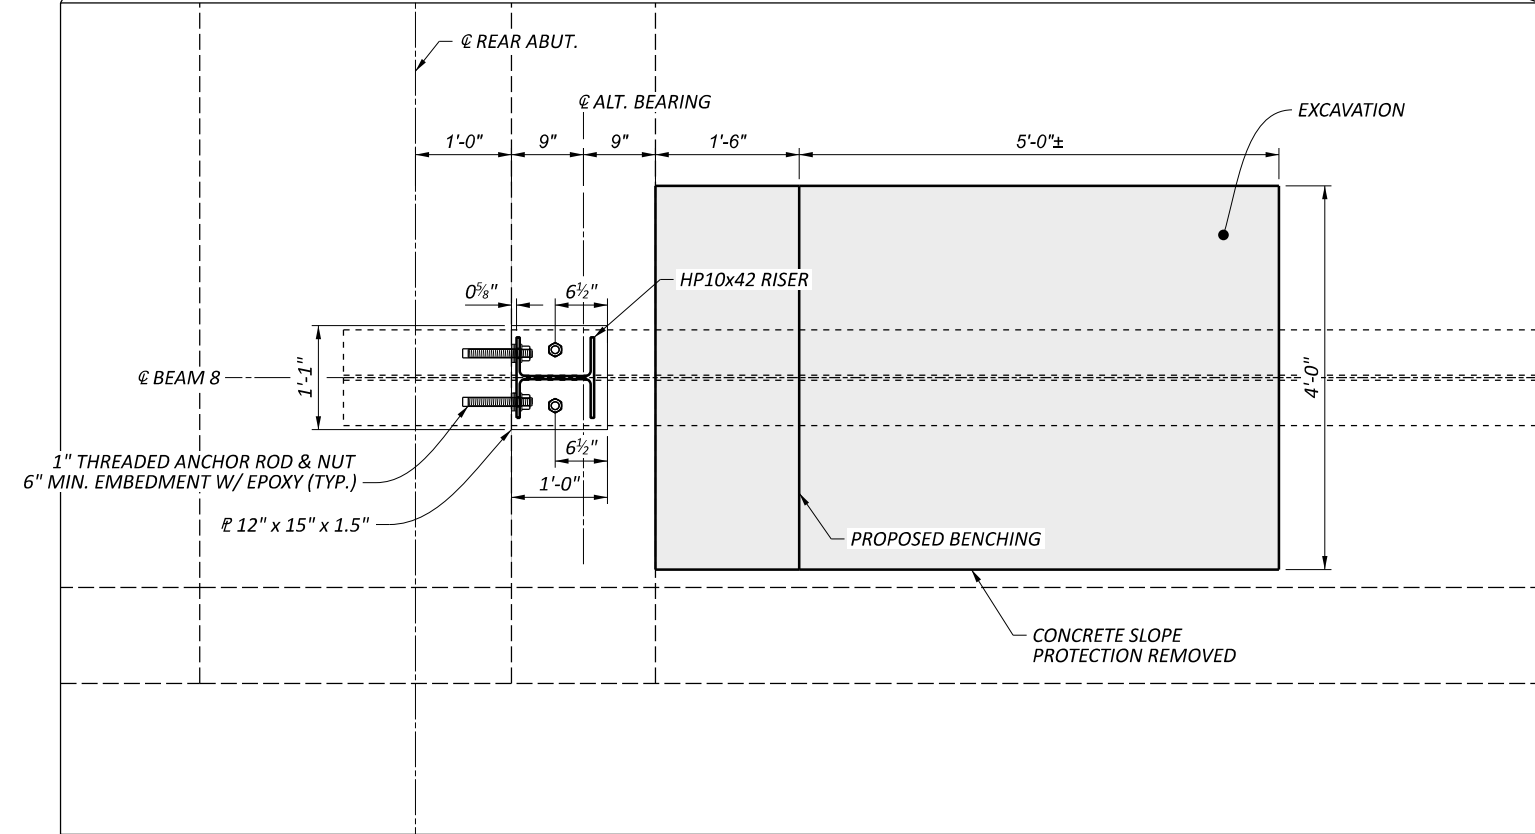 ℄ REAR ABUT.
℄ ALT. BEARING
EXCAVATION
1'-0"
9"
9"
1'-6"
5'-0"±
HP10x42 RISER
0⅝"
6½"
℄ BEAM 8
1'-1"
4'-0"
6½"
1" THREADED ANCHOR ROD & NUT
6" MIN. EMBEDMENT W/ EPOXY (TYP.)
1'-0"
⅊ 12" x 15" x 1.5"
PROPOSED BENCHING
CONCRETE SLOPE
PROTECTION REMOVED